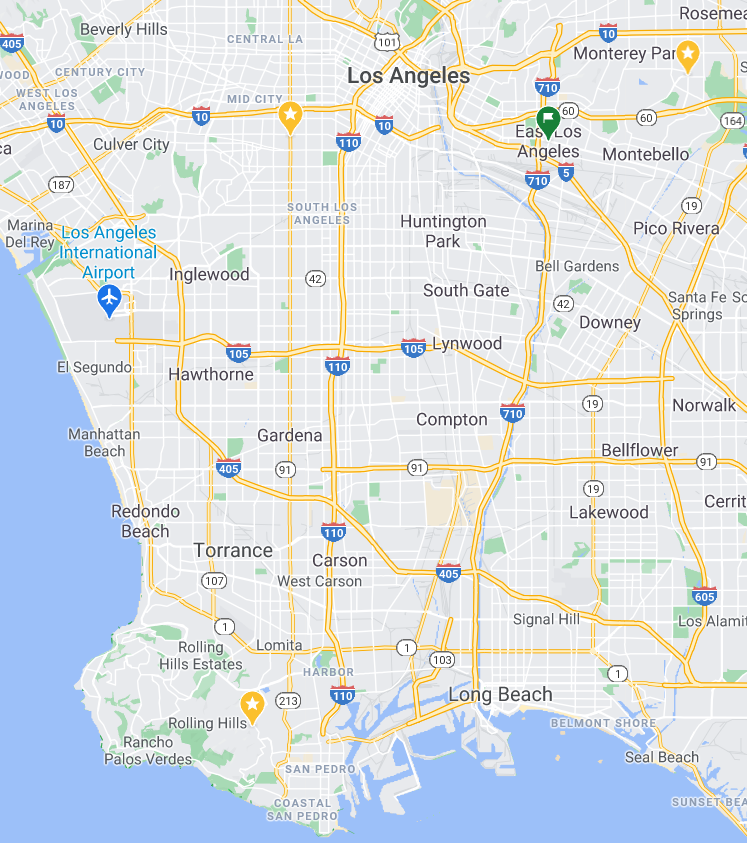 Rosemea
Beverly Hills
10
405
CENTRAL LA
101
Monterey Par
WOOD
CENTURY CITY
Los Angeles
WEST LOS
ANGELES
710
MID CITY
60
10
10
10
60
164
110
East Los
Angeles
ca
Culver City
Montebello
5
710
187
19
SOUTH LOS
ANGELES
Huntington
Park
Marina
Del Rey
Los Angeles
International
Airport
Pico Rivera
Inglewood
42
Bell Gardens
South Gate
42
Santa Fe
Springs
So
Downey
105
105
Lynwood
El Segundo
110
Hawthorne
19
Norwalk
710
Compton
Manhattan
Beach
Gardena
Bellflower
405
91
91
91
19
Cerrit
Redondo
Beach
Lakewood
110
Torrance
Carson
405
West Carson
107
605
Signal Hill
Los Alamit
1
Rolling
Hills Estates
Lomita
1
103
HARBOR
1
213
110
Long Beach
Rolling Hills
BELMONT SHORE
Rancho
Palos Verdes
Seal Beach
SAN PEDRO
COASTAL
SAN PEDRO
SUNSET BEA